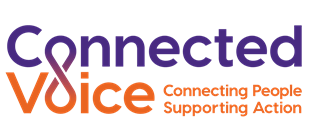 Connected
Voice
Connecting People
Supporting Action